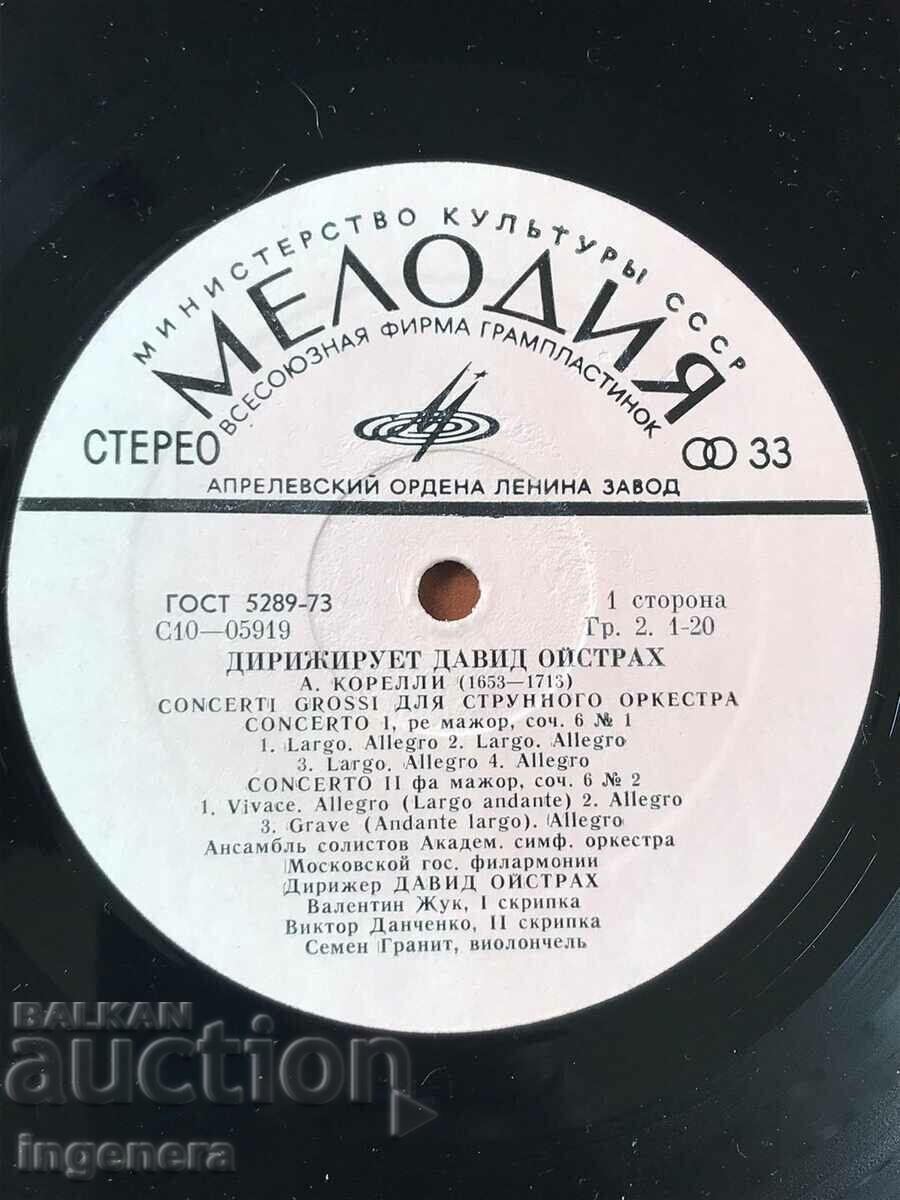 МИНИСТЕРСТВО КУЛЬТУРЫ СССР
МЕЛОДИЯ
ВСЕСОЮЗНАЯ ФИРМА ГРАМПЛАСТИНОК
СТЕРЕО
33
АПРЕЛЕВСКИЙ ОРДЕНА ЛЕНИНА ЗАВОД
ГОСТ 5289-73
1 сторона
С10—05919
Гр. 2. 1-20
ДИРИЖИРУЕТ ДАВИД ОЙСТРАХ
А. КОРЕЛЛИ (1653—1713)
CONCERTI GROSSI ДЛЯ СТРУННОГО ОРКЕСТРА
CONCERTO I, ре мажор, соч. 6 № 1
1. Largo. Allegro 2. Largo. Allegro
3. Largo. Allegro 4. Allegro
CONCERTO II фа мажор, соч. 6 № 2
1. Vivace. Allegro (Largo andante) 2. Allegro
3. Grave (Andante largo). Allegro
Ансамбль солистов Академ. симф. оркестра
Московской гос. филармонии
Дирижер ДАВИД ОЙСТРАХ
Валентин Жук, I скрипка
Виктор Данченко, II скрипка
Семен Гранит, виолончель
BALKAN
auction
ingenera